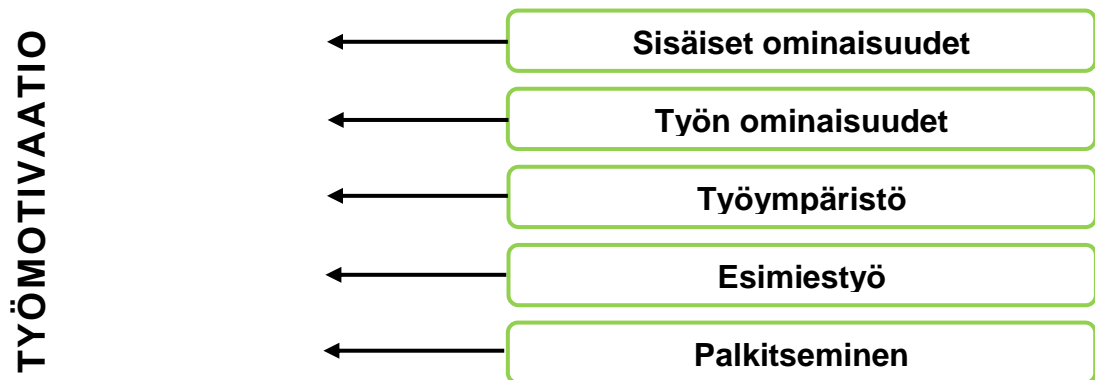 TYÖMOTIVAATIO
Sisäiset ominaisuudet
Työn ominaisuudet
Työympäristö
Esimiestyö
Palkitseminen